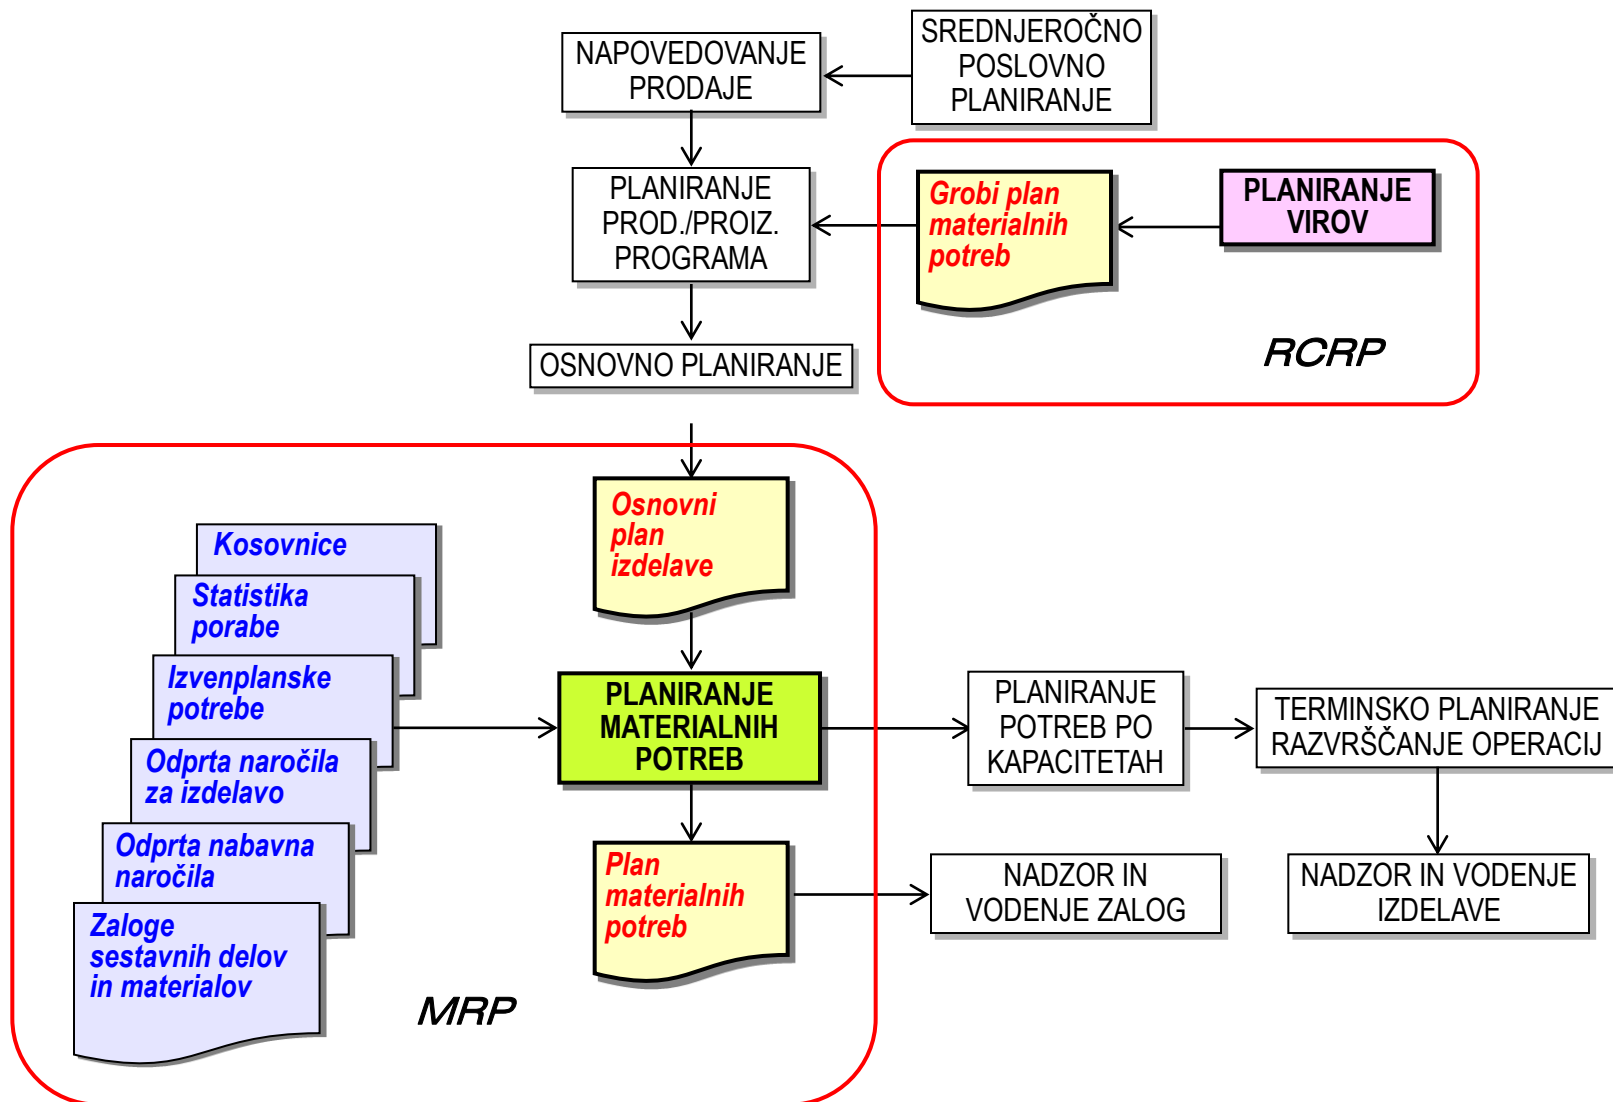 NAPOVEDOVANJE
PRODAJE
SREDNJEROČNO
POSLOVNO
PLANIRANJE
PLANIRANJE
PROD./PROIZ.
PROGRAMA
Grobi plan
materialnih
potreb
PLANIRANJE
VIROV
RCRP
OSNOVNO PLANIRANJE
Osnovni
plan
izdelave
Kosovnice
Statistika
porabe
Izvenplanske
potrebe
Odprta naročila
za izdelavo
Odprta nabavna
naročila
Zaloge
sestavnih delov
in materialov
PLANIRANJE
MATERIALNIH
POTREB
PLANIRANJE
POTREB PO
KAPACITETAH
TERMINSKO PLANIRANJE
RAZVRŠČANJE OPERACIJ
Plan
materialnih
potreb
NADZOR IN
VODENJE ZALOG
NADZOR IN VODENJE
IZDELAVE
MRP